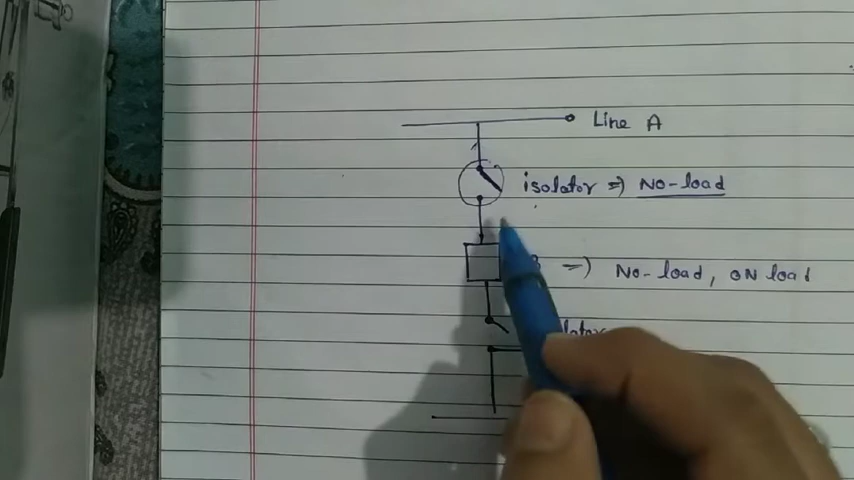 Line A
isolator => No-load
=> No-load, ON load